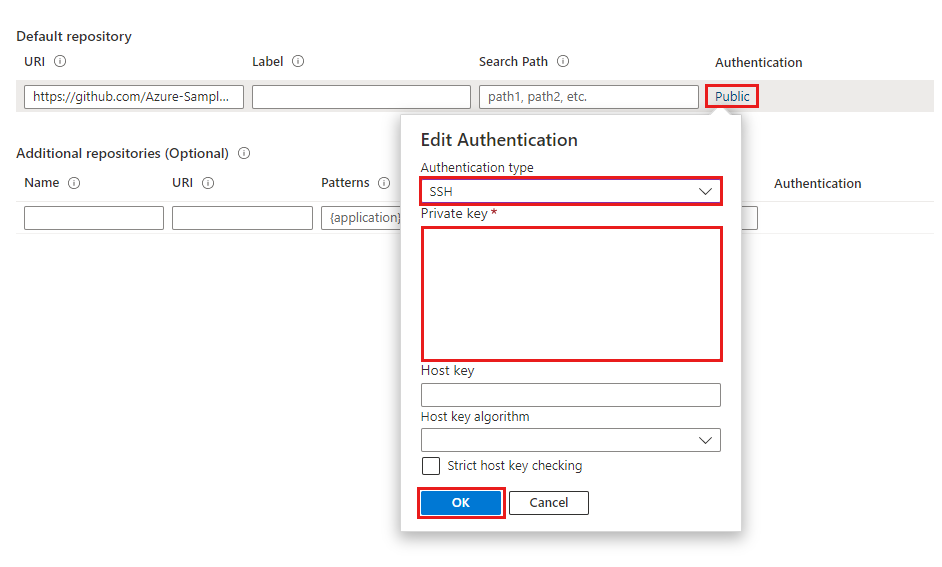 Default repository
URI Label Search Path Authentication
https://github.com/Azure-Sampl... path1, path2, etc. Public
Edit Authentication
Authentication type
SSH
Private key *
Host key
Host key algorithm
Strict host key checking
OK Cancel
Additional repositories (Optional)
Name URI Patterns Authentication
{application}